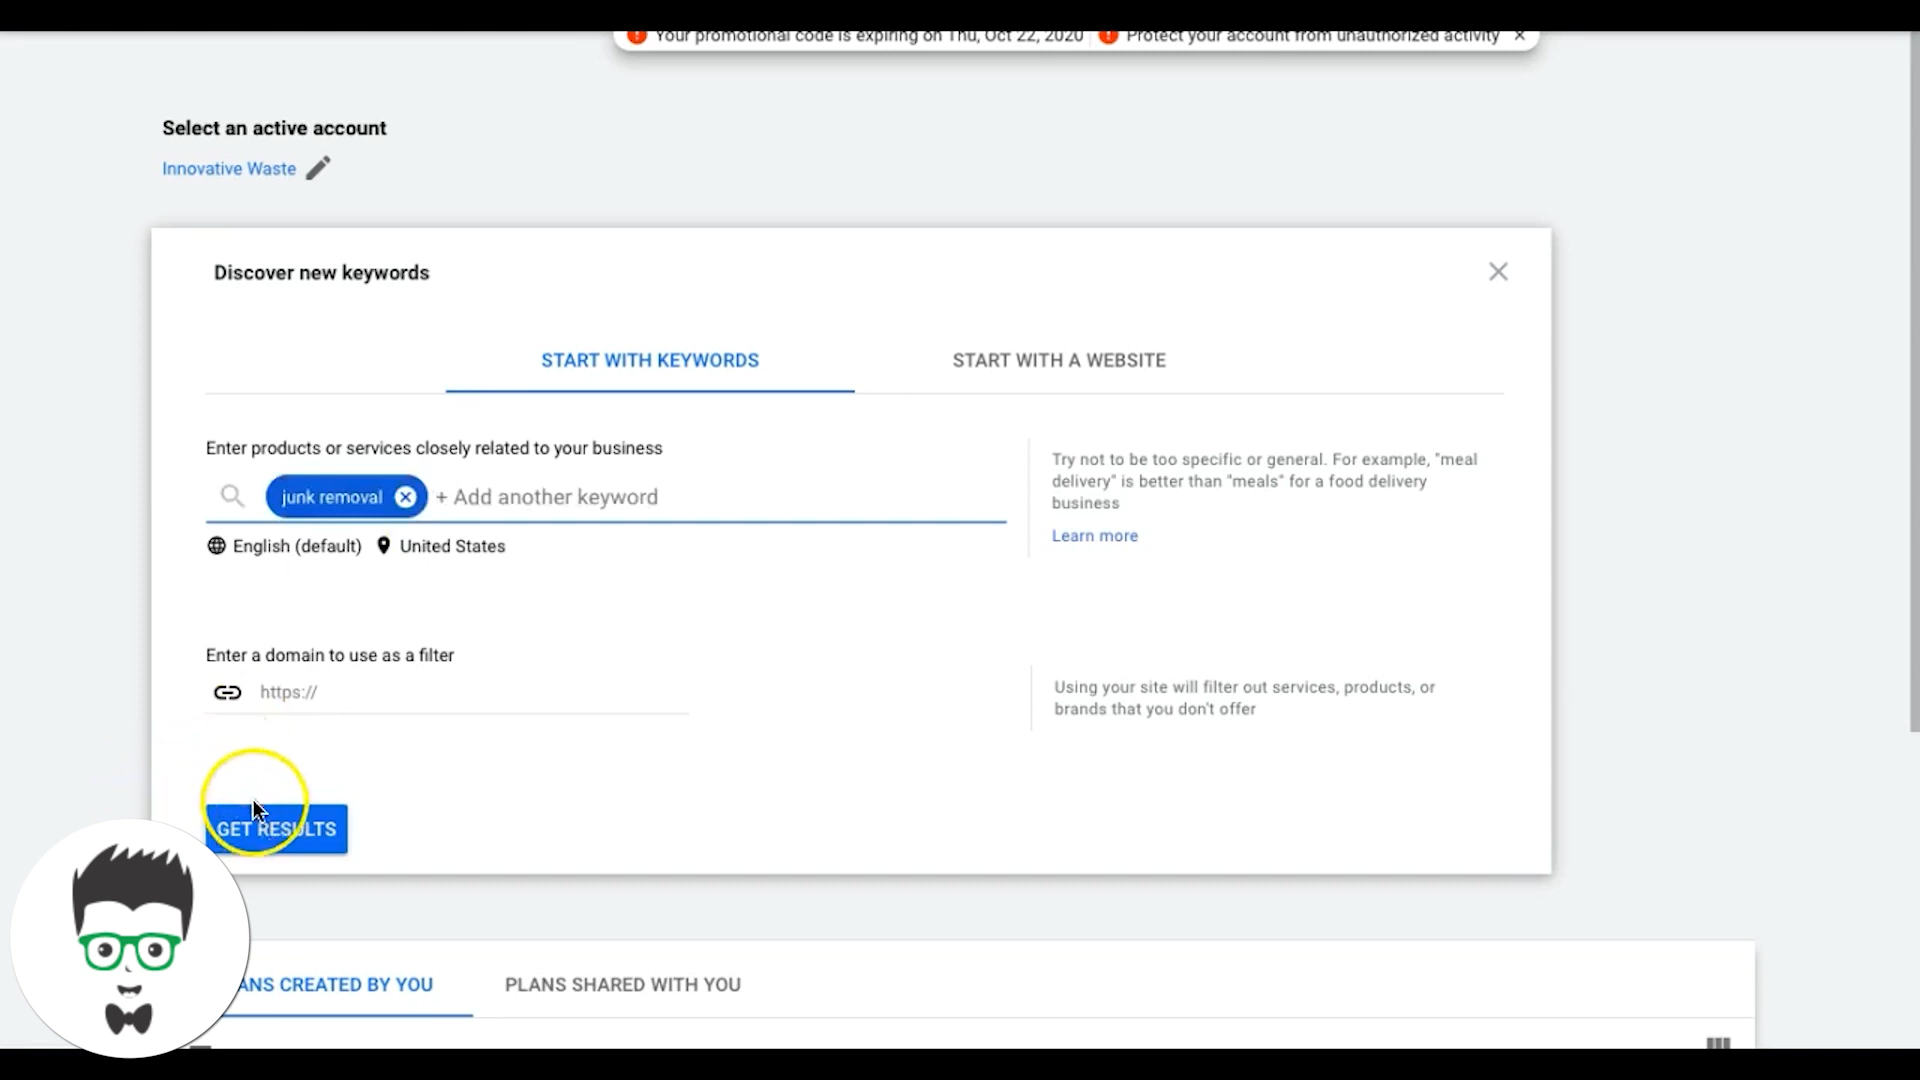 Your promotional code is expiring on Thu, Oct 22, 2020 Protect your account from unauthorized activity
Select an active account
Innovative Waste
Discover new keywords
START WITH KEYWORDS START WITH A WEBSITE
Enter products or services closely related to your business
junk removal + Add another keyword
English (default) United States
Try not to be too specific or general. For example, "meal
delivery" is better than "meals" for a food delivery
business
Learn more
Enter a domain to use as a filter
https://
Using your site will filter out services, products, or
brands that you don't offer
GET RESULTS
ANS CREATED BY YOU PLANS SHARED WITH YOU